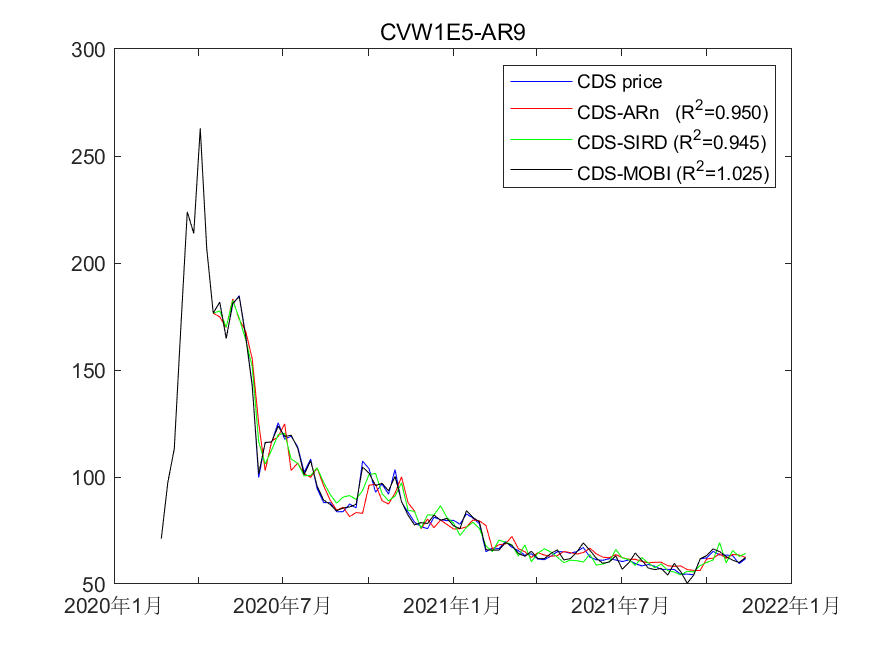 CVW1E5-AR9
300
250
200
150
100
50
CDS price
CDS-ARn (R²=0.950)
CDS-SIRD (R²=0.945)
CDS-MOBI (R²=1.025)
2020年1月
2020年7月
2021年1月
2021年7月
2022年1月